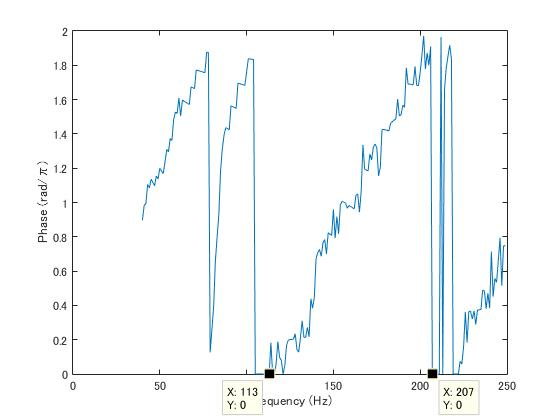 2
1.8
1.6
1.4
1.2
1
0.8
0.6
0.4
0.2
0
Phase (rad/π)
0 50 150 200 250
equency (Hz)
X: 113
Y: 0
X: 207
Y: 0